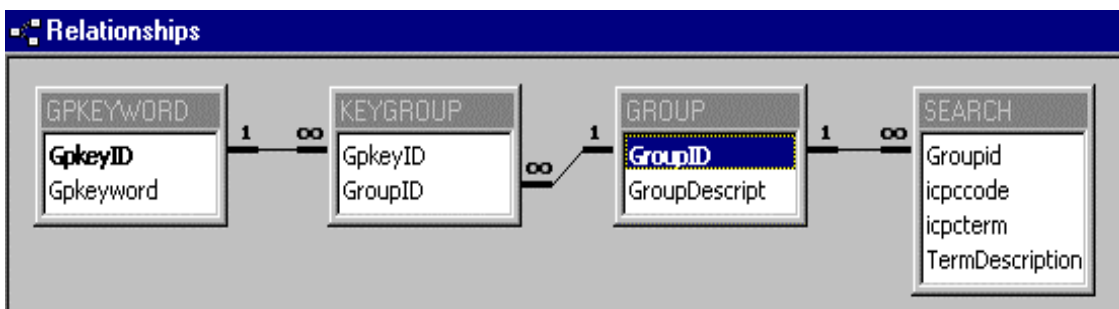 Relationships
GPKEYWORD
GpkeyID
Gpkeyword
1 ∞
KEYGROUP
GpkeyID
GroupID
∞ 1
GROUP
GroupID
GroupDescript
1 ∞
SEARCH
Groupid
icpccode
icpcterm
TermDescription